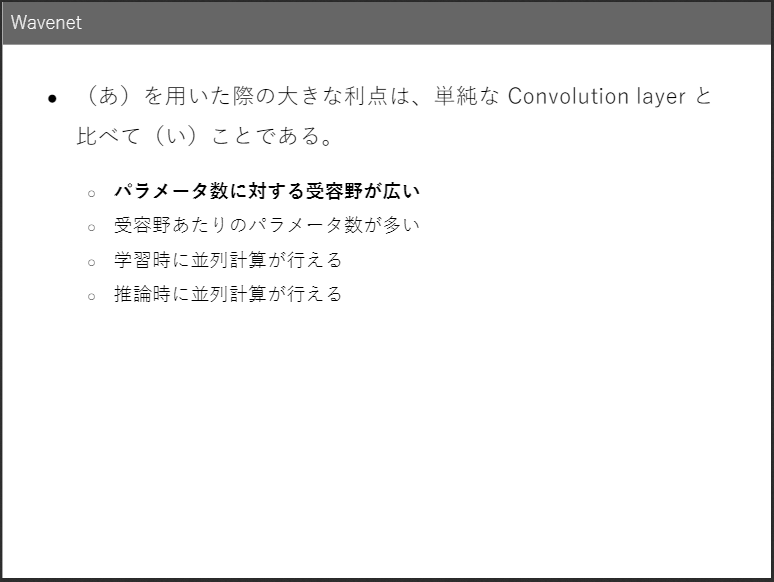 Wavenet
● （あ）を用いた際の大きな利点は、単純な Convolution layer と
比べて（い）ことである。
○ パラメータ数に対する受容野が広い
○ 受容野あたりのパラメータ数が多い
○ 学習時に並列計算が行える
○ 推論時に並列計算が行える